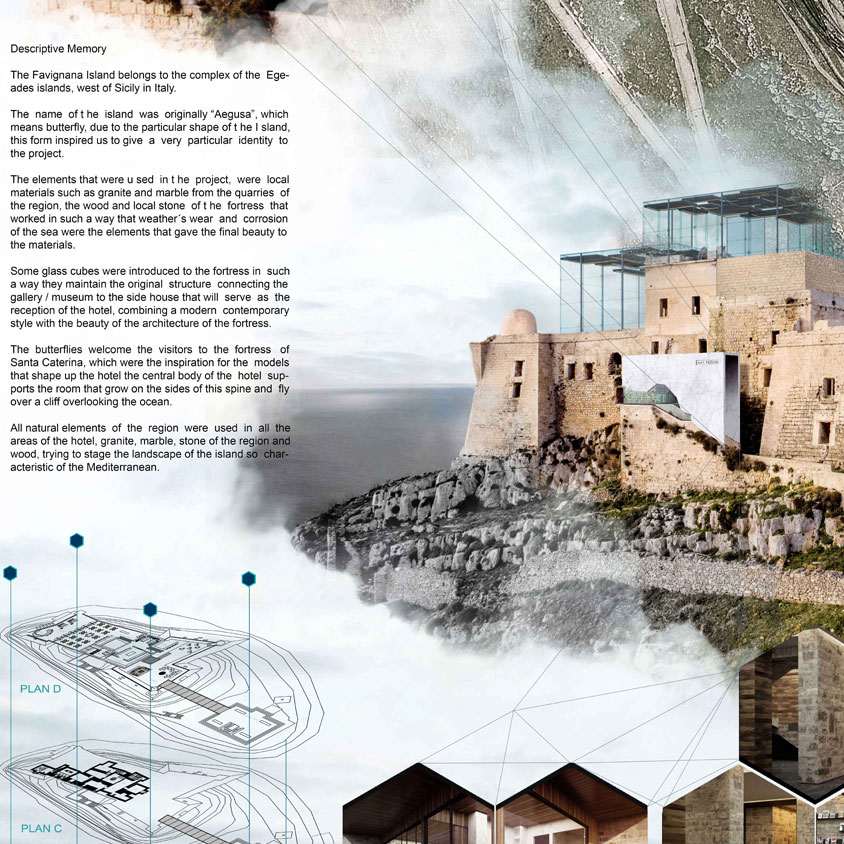 Descriptive Memory
The Favignana Island belongs to the complex of the Ege-
ades islands, west of Sicily in Italy.
The name of t he island was originally “Aegusa”, which
means butterfly, due to the particular shape of t he I sland,
this form inspired us to give a very particular identity to
the project.
The elements that were u sed in t he project, were local
materials such as granite and marble from the quarries of
the region, the wood and local stone of t he fortress that
worked in such a way that weather´s wear and corrosion
of the sea were the elements that gave the final beauty to
the materials.
Some glass cubes were introduced to the fortress in such
a way they maintain the original structure connecting the
gallery / museum to the side house that will serve as the
reception of the hotel, combining a modern contemporary
style with the beauty of the architecture of the fortress.
The butterflies welcome the visitors to the fortress of
Santa Caterina, which were the inspiration for the models
that shape up the hotel the central body of the hotel sup-
ports the room that grow on the sides of this spine and fly
over a cliff overlooking the ocean.
All natural elements of the region were used in all the
areas of the hotel, granite, marble, stone of the region and
wood, trying to stage the landscape of the island so char-
acteristic of the Mediterranean.
PLAN D
PLAN C